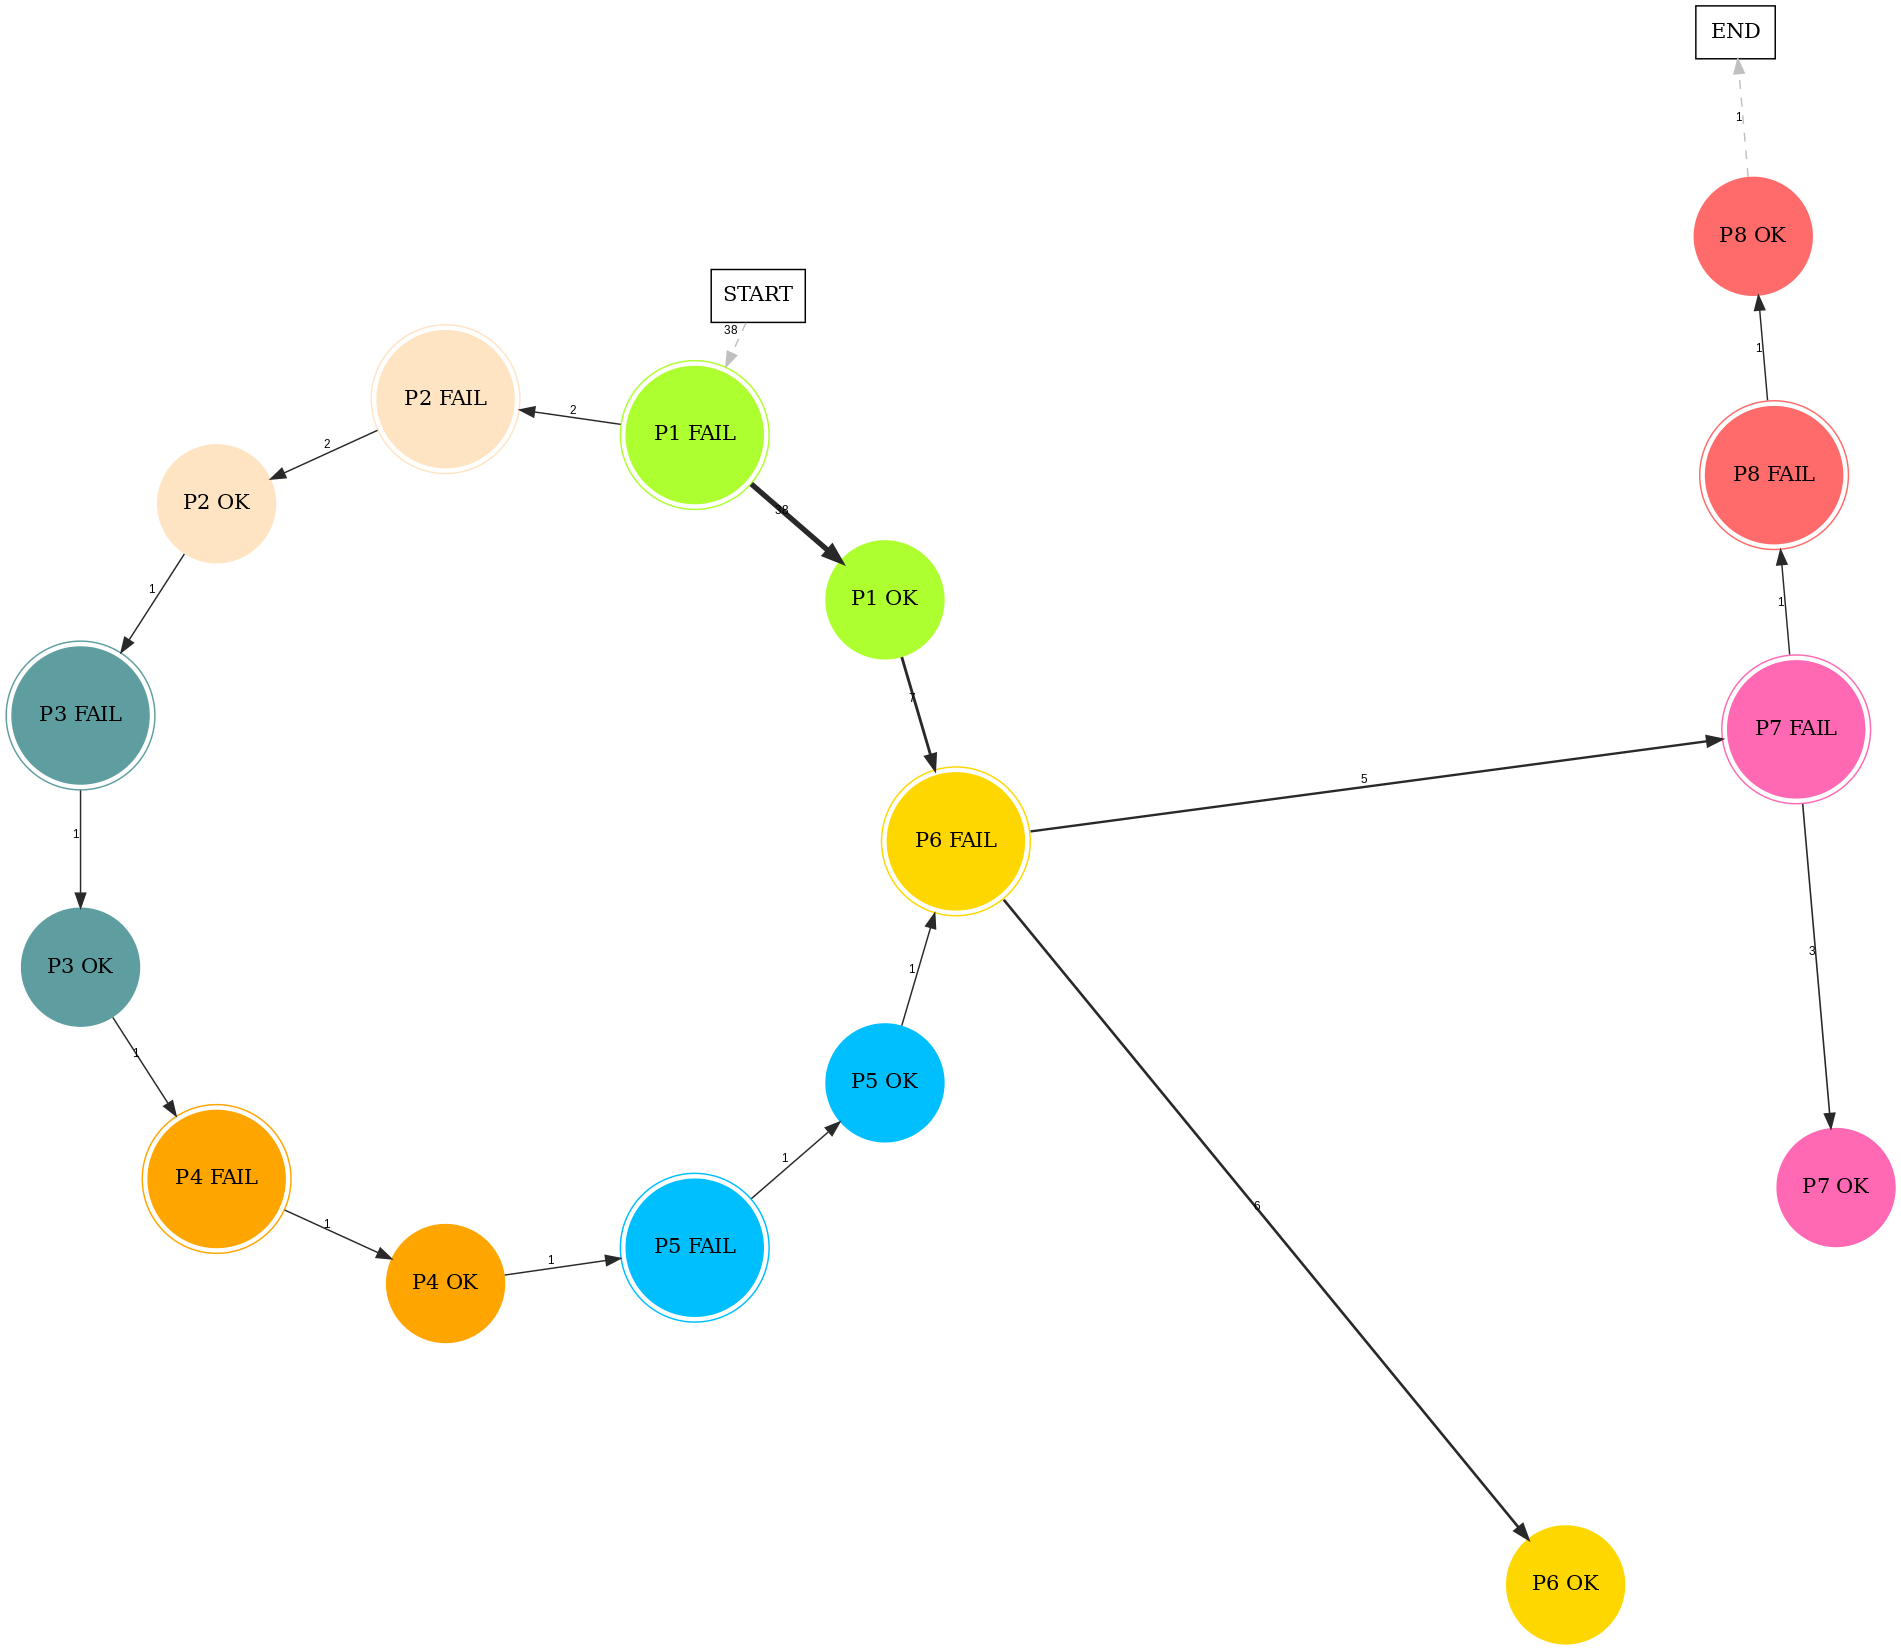 END
1
P8 OK
START
38
1
P2 FAIL
2
P1 FAIL
2
P8 FAIL
P2 OK
38
1
P1 OK
1
7
P3 FAIL
P7 FAIL
5
1
P6 FAIL
3
P3 OK
1
1
P5 OK
1
P4 FAIL
P7 OK
6
1
1
P5 FAIL
P4 OK
P6 OK